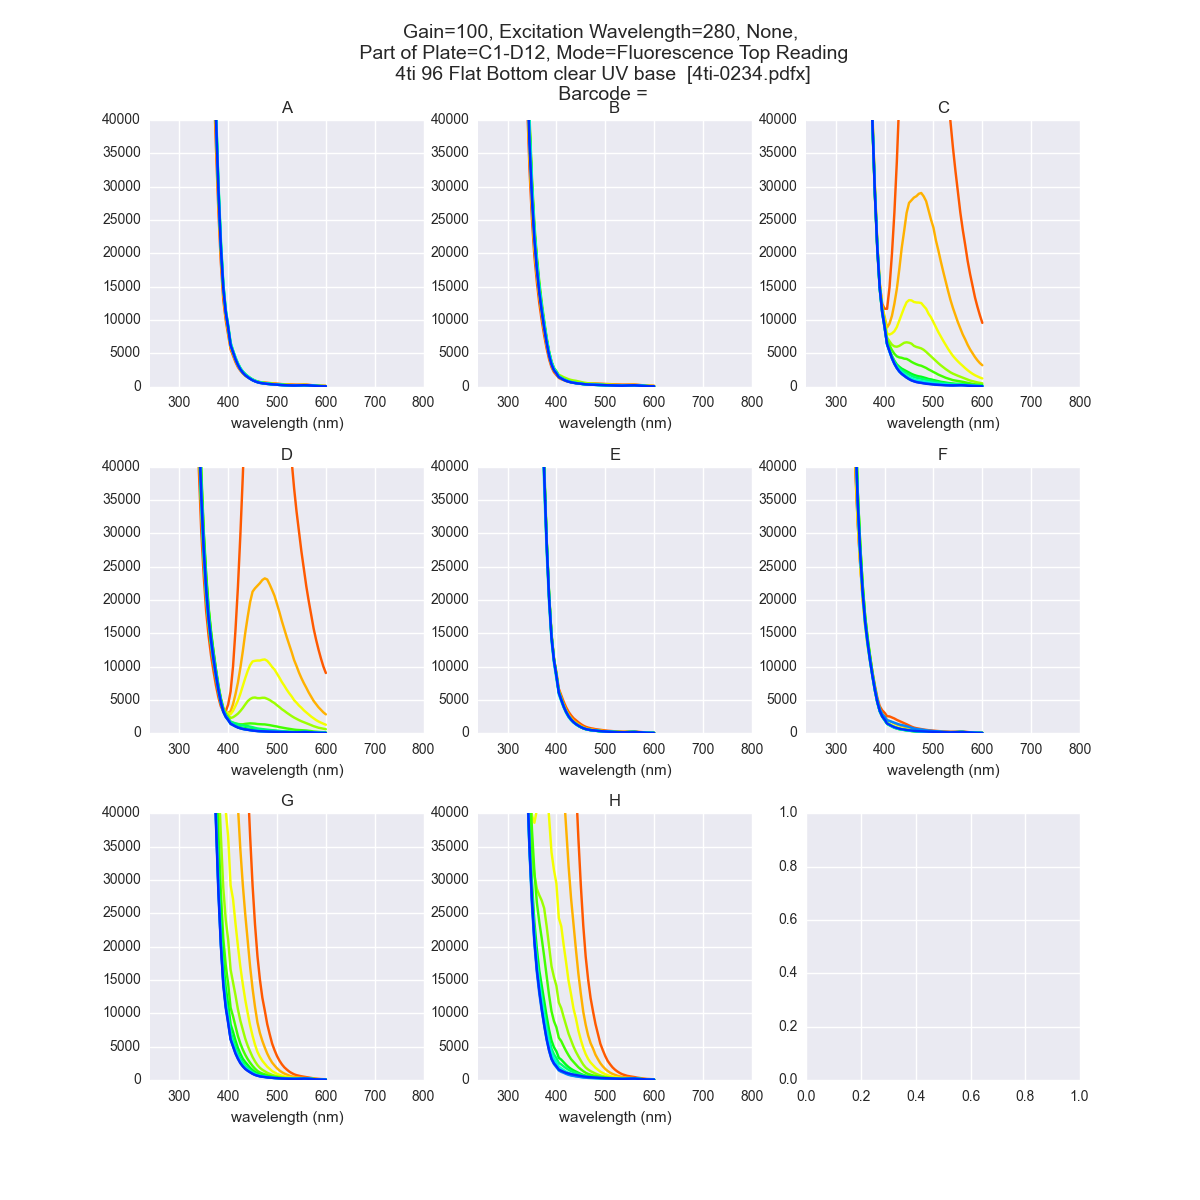 Gain=100, Excitation Wavelength=280, None,
Part of Plate=C1-D12, Mode=Fluorescence Top Reading
4ti 96 Flat Bottom clear UV base  [4ti-0234.pdfx]
Barcode =
A
40000
35000
30000
25000
20000
15000
10000
5000
0
300 400 500 600 700 800
wavelength (nm)
B
40000
35000
30000
25000
20000
15000
10000
5000
0
300 400 500 600 700 800
wavelength (nm)
C
40000
35000
30000
25000
20000
15000
10000
5000
0
300 400 500 600 700 800
wavelength (nm)
D
40000
35000
30000
25000
20000
15000
10000
5000
0
300 400 500 600 700 800
wavelength (nm)
E
40000
35000
30000
25000
20000
15000
10000
5000
0
300 400 500 600 700 800
wavelength (nm)
F
40000
35000
30000
25000
20000
15000
10000
5000
0
300 400 500 600 700 800
wavelength (nm)
G
40000
35000
30000
25000
20000
15000
10000
5000
0
300 400 500 600 700 800
wavelength (nm)
H
40000
35000
30000
25000
20000
15000
10000
5000
0
300 400 500 600 700 800
wavelength (nm)
1.0
0.8
0.6
0.4
0.2
0.0
0.0 0.2 0.4 0.6 0.8 1.0